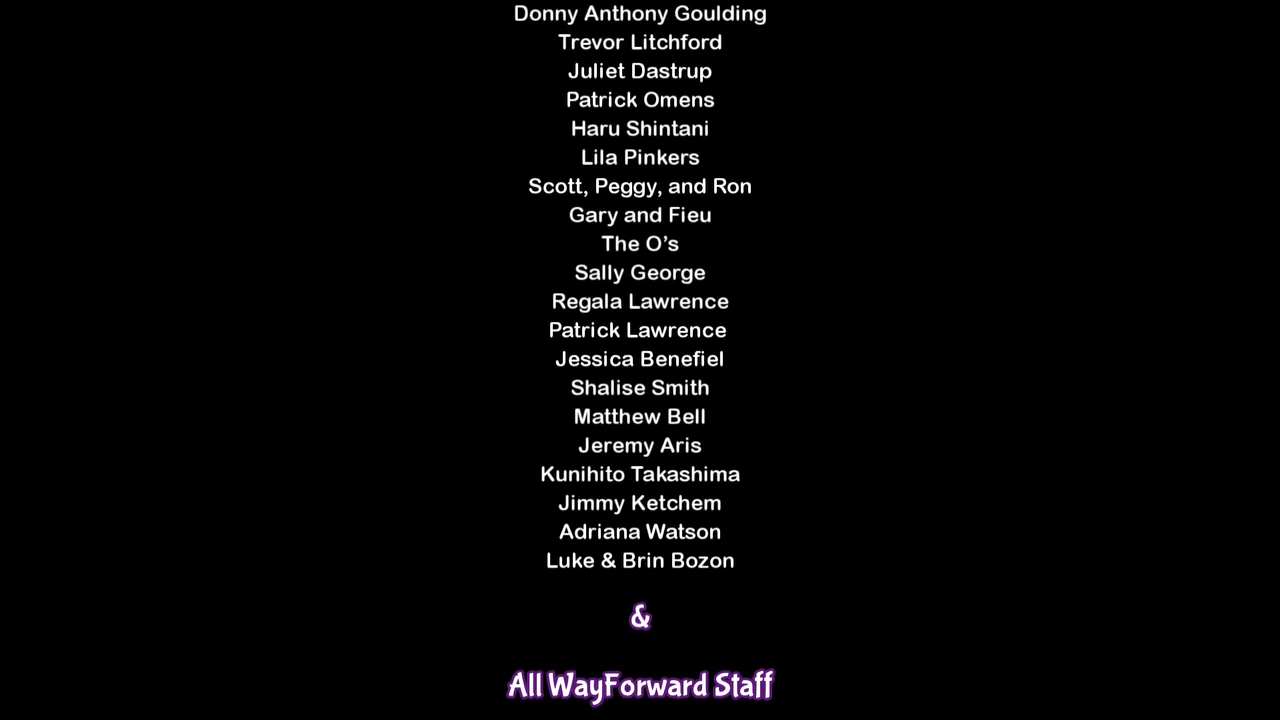 Donny Anthony Goulding
Trevor Litchford
Juliet Dastrup
Patrick Omens
Haru Shintani
Lila Pinkers
Scott, Peggy, and Ron
Gary and Fieu
The O’s
Sally George
Regala Lawrence
Patrick Lawrence
Jessica Benefiel
Shalise Smith
Matthew Bell
Jeremy Aris
Kunihito Takashima
Jimmy Ketchem
Adriana Watson
Luke & Brin Bozon
&
All WayForward Staff